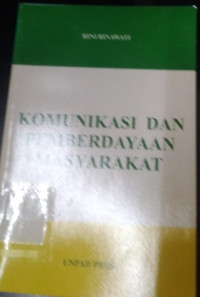 RINI RINAWATI
KOMUNIKASI DAN
PEMBERDAYAAN
MASYARAKAT
UNPAD PRESS